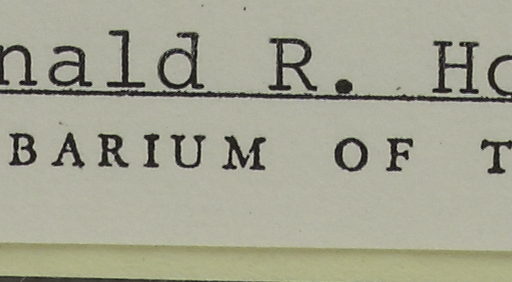 nald R. Ho
BARIUM OF T